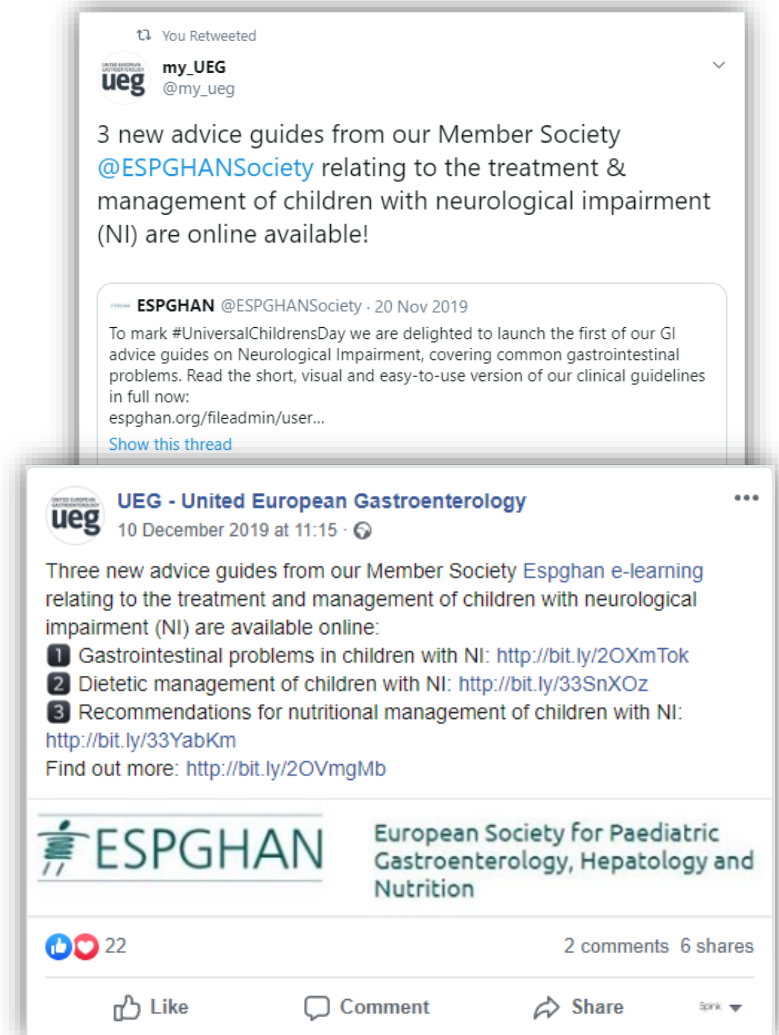 You Retweeted
UNITED EUROPEAN
GASTROENTEROLOGY
ueg
my_UEG
@my_ueg
3 new advice guides from our Member Society
@ESPGHANSociety relating to the treatment &
management of children with neurological impairment
(NI) are online available!
ESPGHAN @ESPGHANSociety · 20 Nov 2019
To mark #UniversalChildrensDay we are delighted to launch the first of our GI
advice guides on Neurological Impairment, covering common gastrointestinal
problems. Read the short, visual and easy-to-use version of our clinical guidelines
in full now:
espghan.org/fileadmin/user...
Show this thread
UNITED EUROPEAN
GASTROENTEROLOGY
ueg
UEG - United European Gastroenterology
10 December 2019 at 11:15 ·
Three new advice guides from our Member Society Espghan e-learning
relating to the treatment and management of children with neurological
impairment (NI) are available online:
1 Gastrointestinal problems in children with NI: http://bit.ly/2OXmTok
2 Dietetic management of children with NI: http://bit.ly/33SnXOz
3 Recommendations for nutritional management of children with NI:
http://bit.ly/33YabKm
Find out more: http://bit.ly/2OVmgMb
ESPGHAN
European Society for Paediatric
Gastroenterology, Hepatology and
Nutrition
22
2 comments 6 shares
Like
Comment
Share
Spink